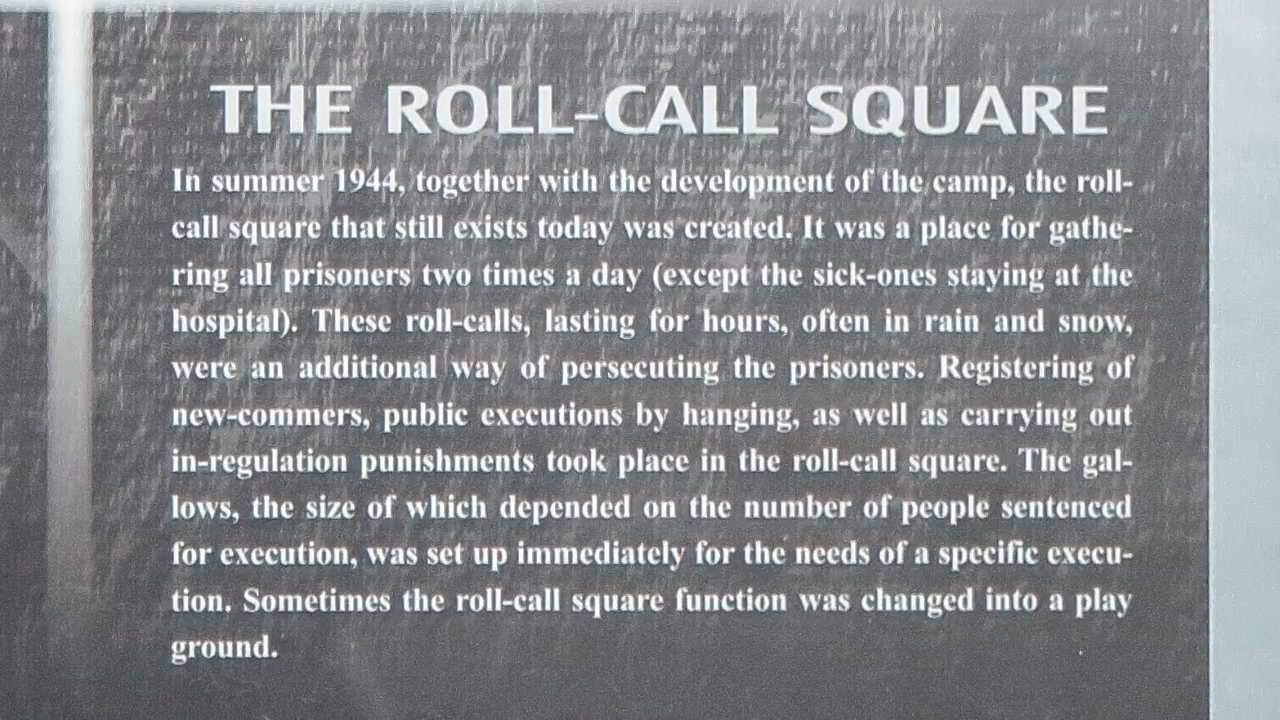 THE ROLL-CALL SQUARE
In summer 1944, together with the development of the camp, the roll-
call square that still exists today was created. It was a place for gathe-
ring all prisoners two times a day (except the sick-ones staying at the
hospital). These roll-calls, lasting for hours, often in rain and snow,
were an additional way of persecuting the prisoners. Registering of
new-commers, public executions by hanging, as well as carrying out
in-regulation punishments took place in the roll-call square. The gal-
lows, the size of which depended on the number of people sentenced
for execution, was set up immediately for the needs of a specific execu-
tion. Sometimes the roll-call square function was changed into a play
ground.